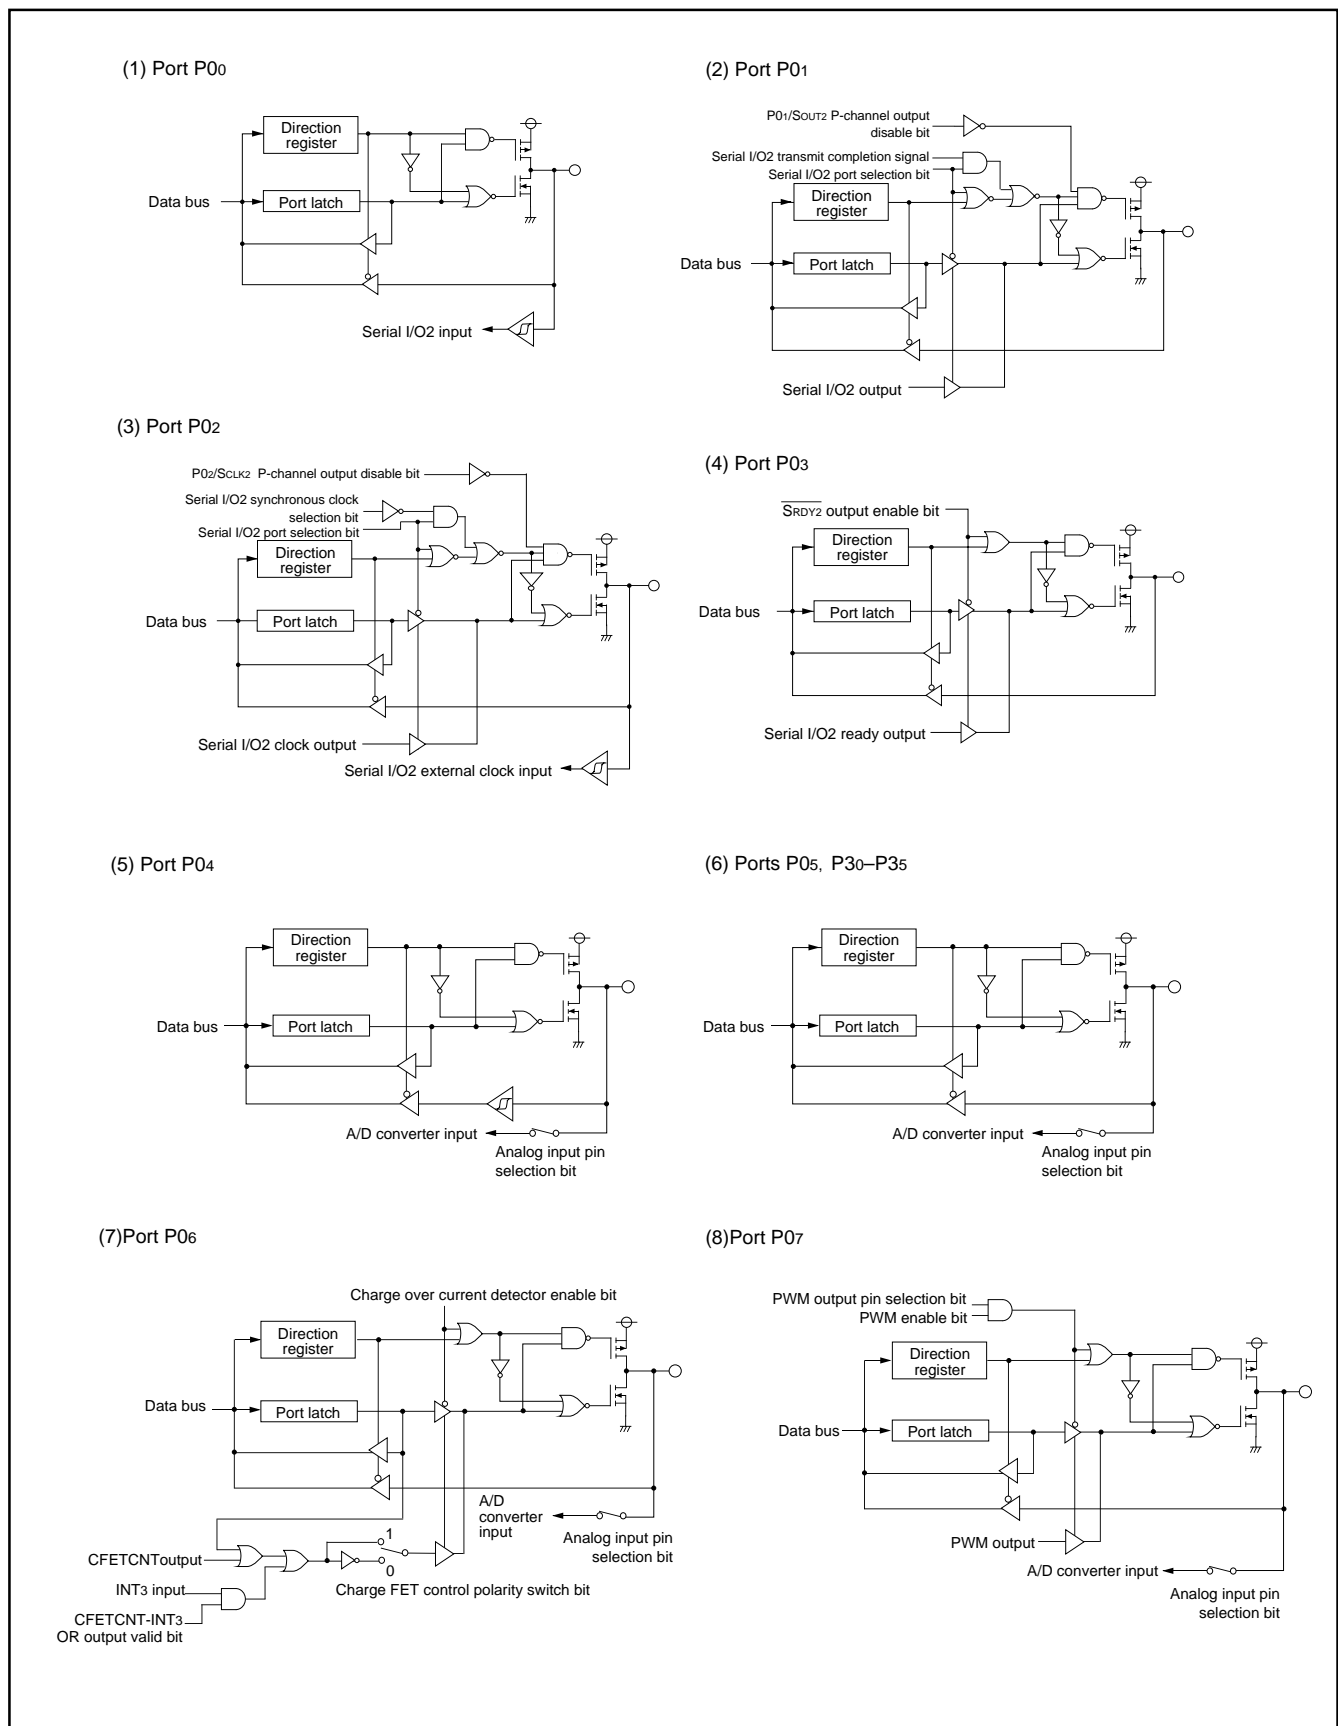 (1) Port P00
Direction
register
Data bus
Port latch
Serial I/O2 input
(2) Port P01
P01/SOUT2 P-channel output
disable bit
Serial I/O2 transmit completion signal
Serial I/O2 port selection bit
Direction
register
Data bus
Port latch
Serial I/O2 output
(3) Port P02
P02/SCLK2 P-channel output disable bit
Serial I/O2 synchronous clock
selection bit
Serial I/O2 port selection bit
Direction
register
Data bus
Port latch
Serial I/O2 clock output
Serial I/O2 external clock input
(4) Port P03
SRDY2 output enable bit
Direction
register
Data bus
Port latch
Serial I/O2 ready output
(5) Port P04
Direction
register
Data bus
Port latch
A/D converter input
Analog input pin
selection bit
(6) Ports P05, P30–P35
Direction
register
Data bus
Port latch
A/D converter input
Analog input pin
selection bit
(7)Port P06
Charge over current detector enable bit
Direction
register
Data bus
Port latch
A/D
converter
input
Analog input pin
selection bit
1
0
CFETCNToutput
Charge FET control polarity switch bit
INT3 input
CFETCNT-INT3
OR output valid bit
(8)Port P07
PWM output pin selection bit
PWM enable bit
Direction
register
Data bus
Port latch
PWM output
A/D converter input
Analog input pin
selection bit